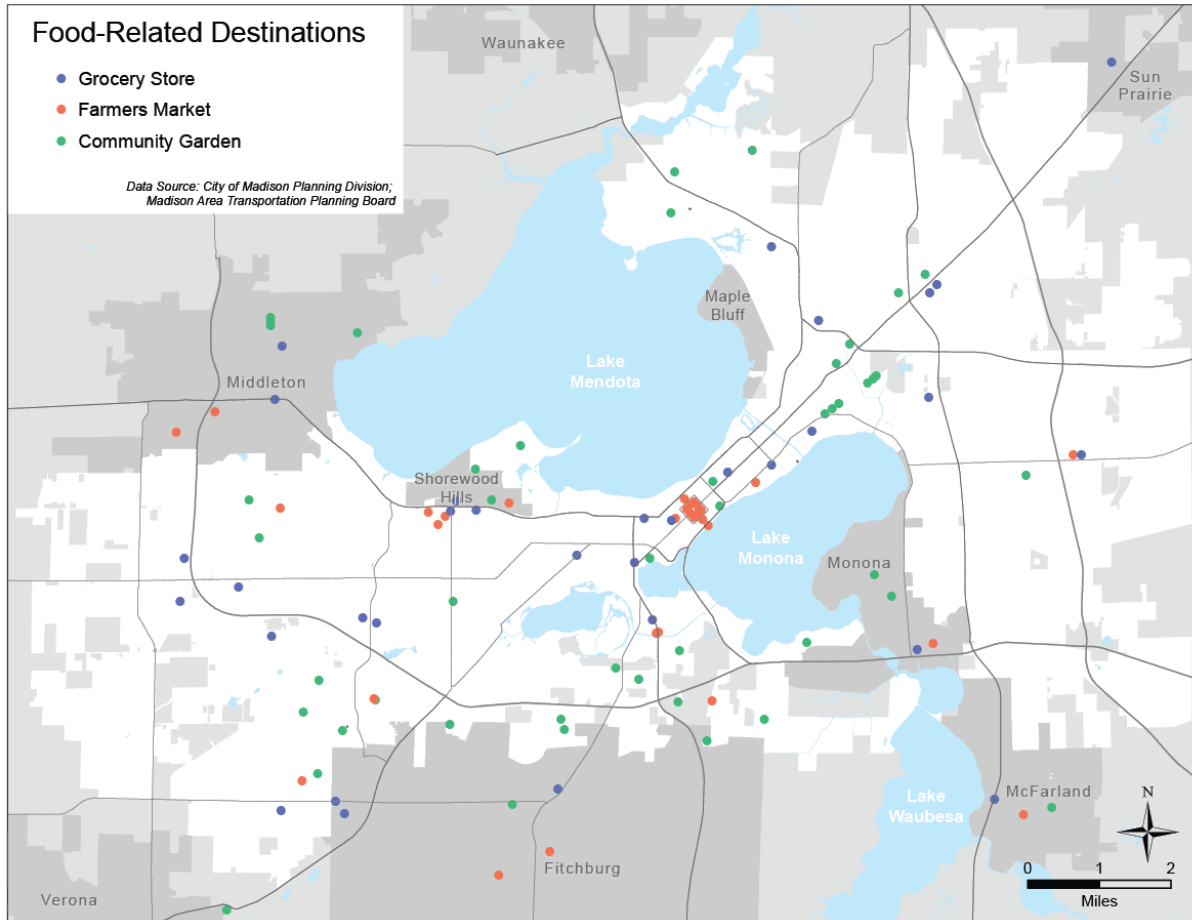 Food-Related Destinations
Grocery Store
Farmers Market
Community Garden
Data Source: City of Madison Planning Division;
Madison Area Transportation Planning Board
Waunakee
Sun
Prairie
Maple
Bluff
Lake
Mendota
Middleton
Shorewood
Hills
Lake
Monona
Monona
McFarland
Lake
Waubesa
Fitchburg
Verona
N
0 1 2
Miles